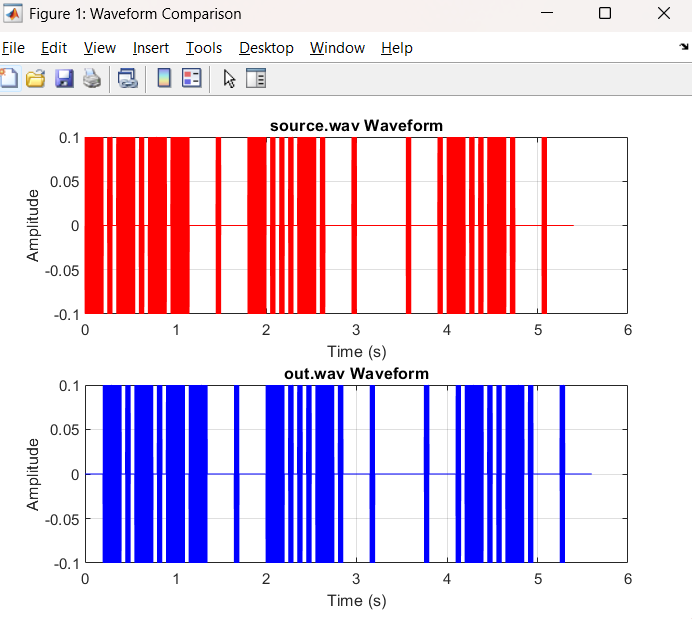 Figure 1: Waveform Comparison
File Edit View Insert Tools Desktop Window Help
source.wav Waveform
0.1
0.05
0
-0.05
-0.1
Amplitude
0 1 2 3 4 5 6
Time (s)
out.wav Waveform
0.1
0.05
0
-0.05
-0.1
Amplitude
0 1 2 3 4 5 6
Time (s)